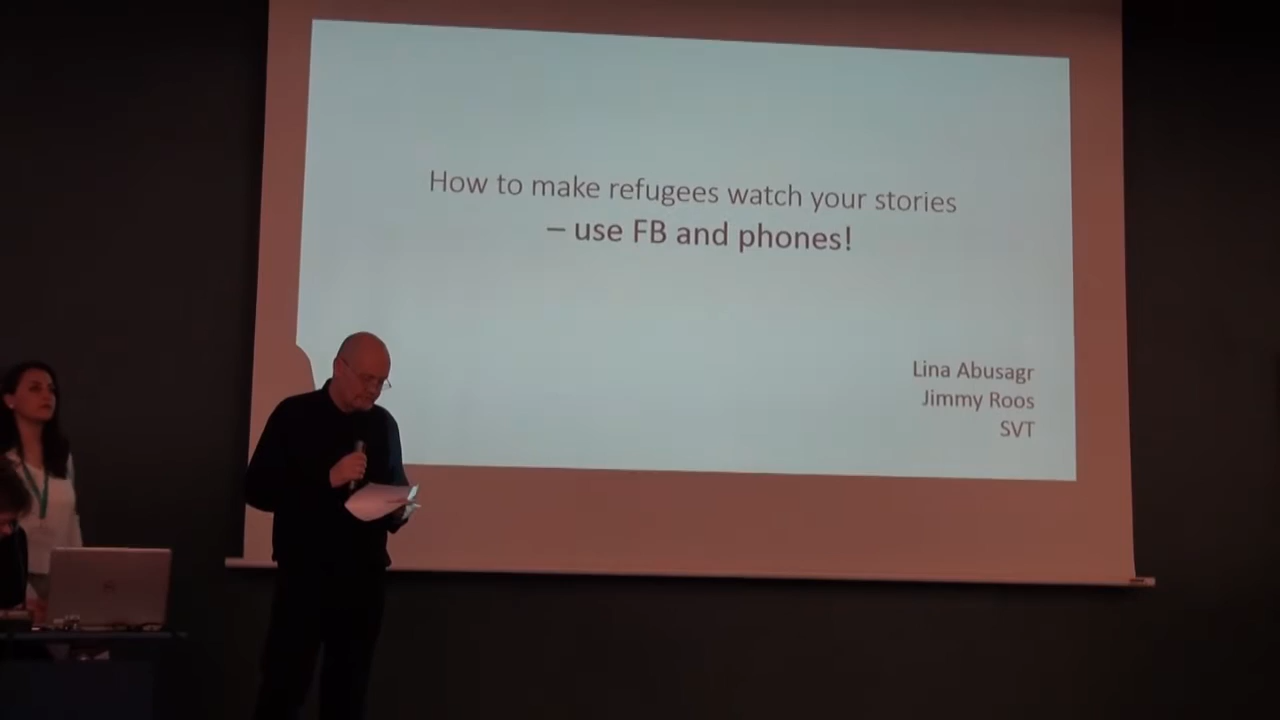 How to make refugees watch your stories
– use FB and phones!
Lina Abusagr
Jimmy Roos
SVT